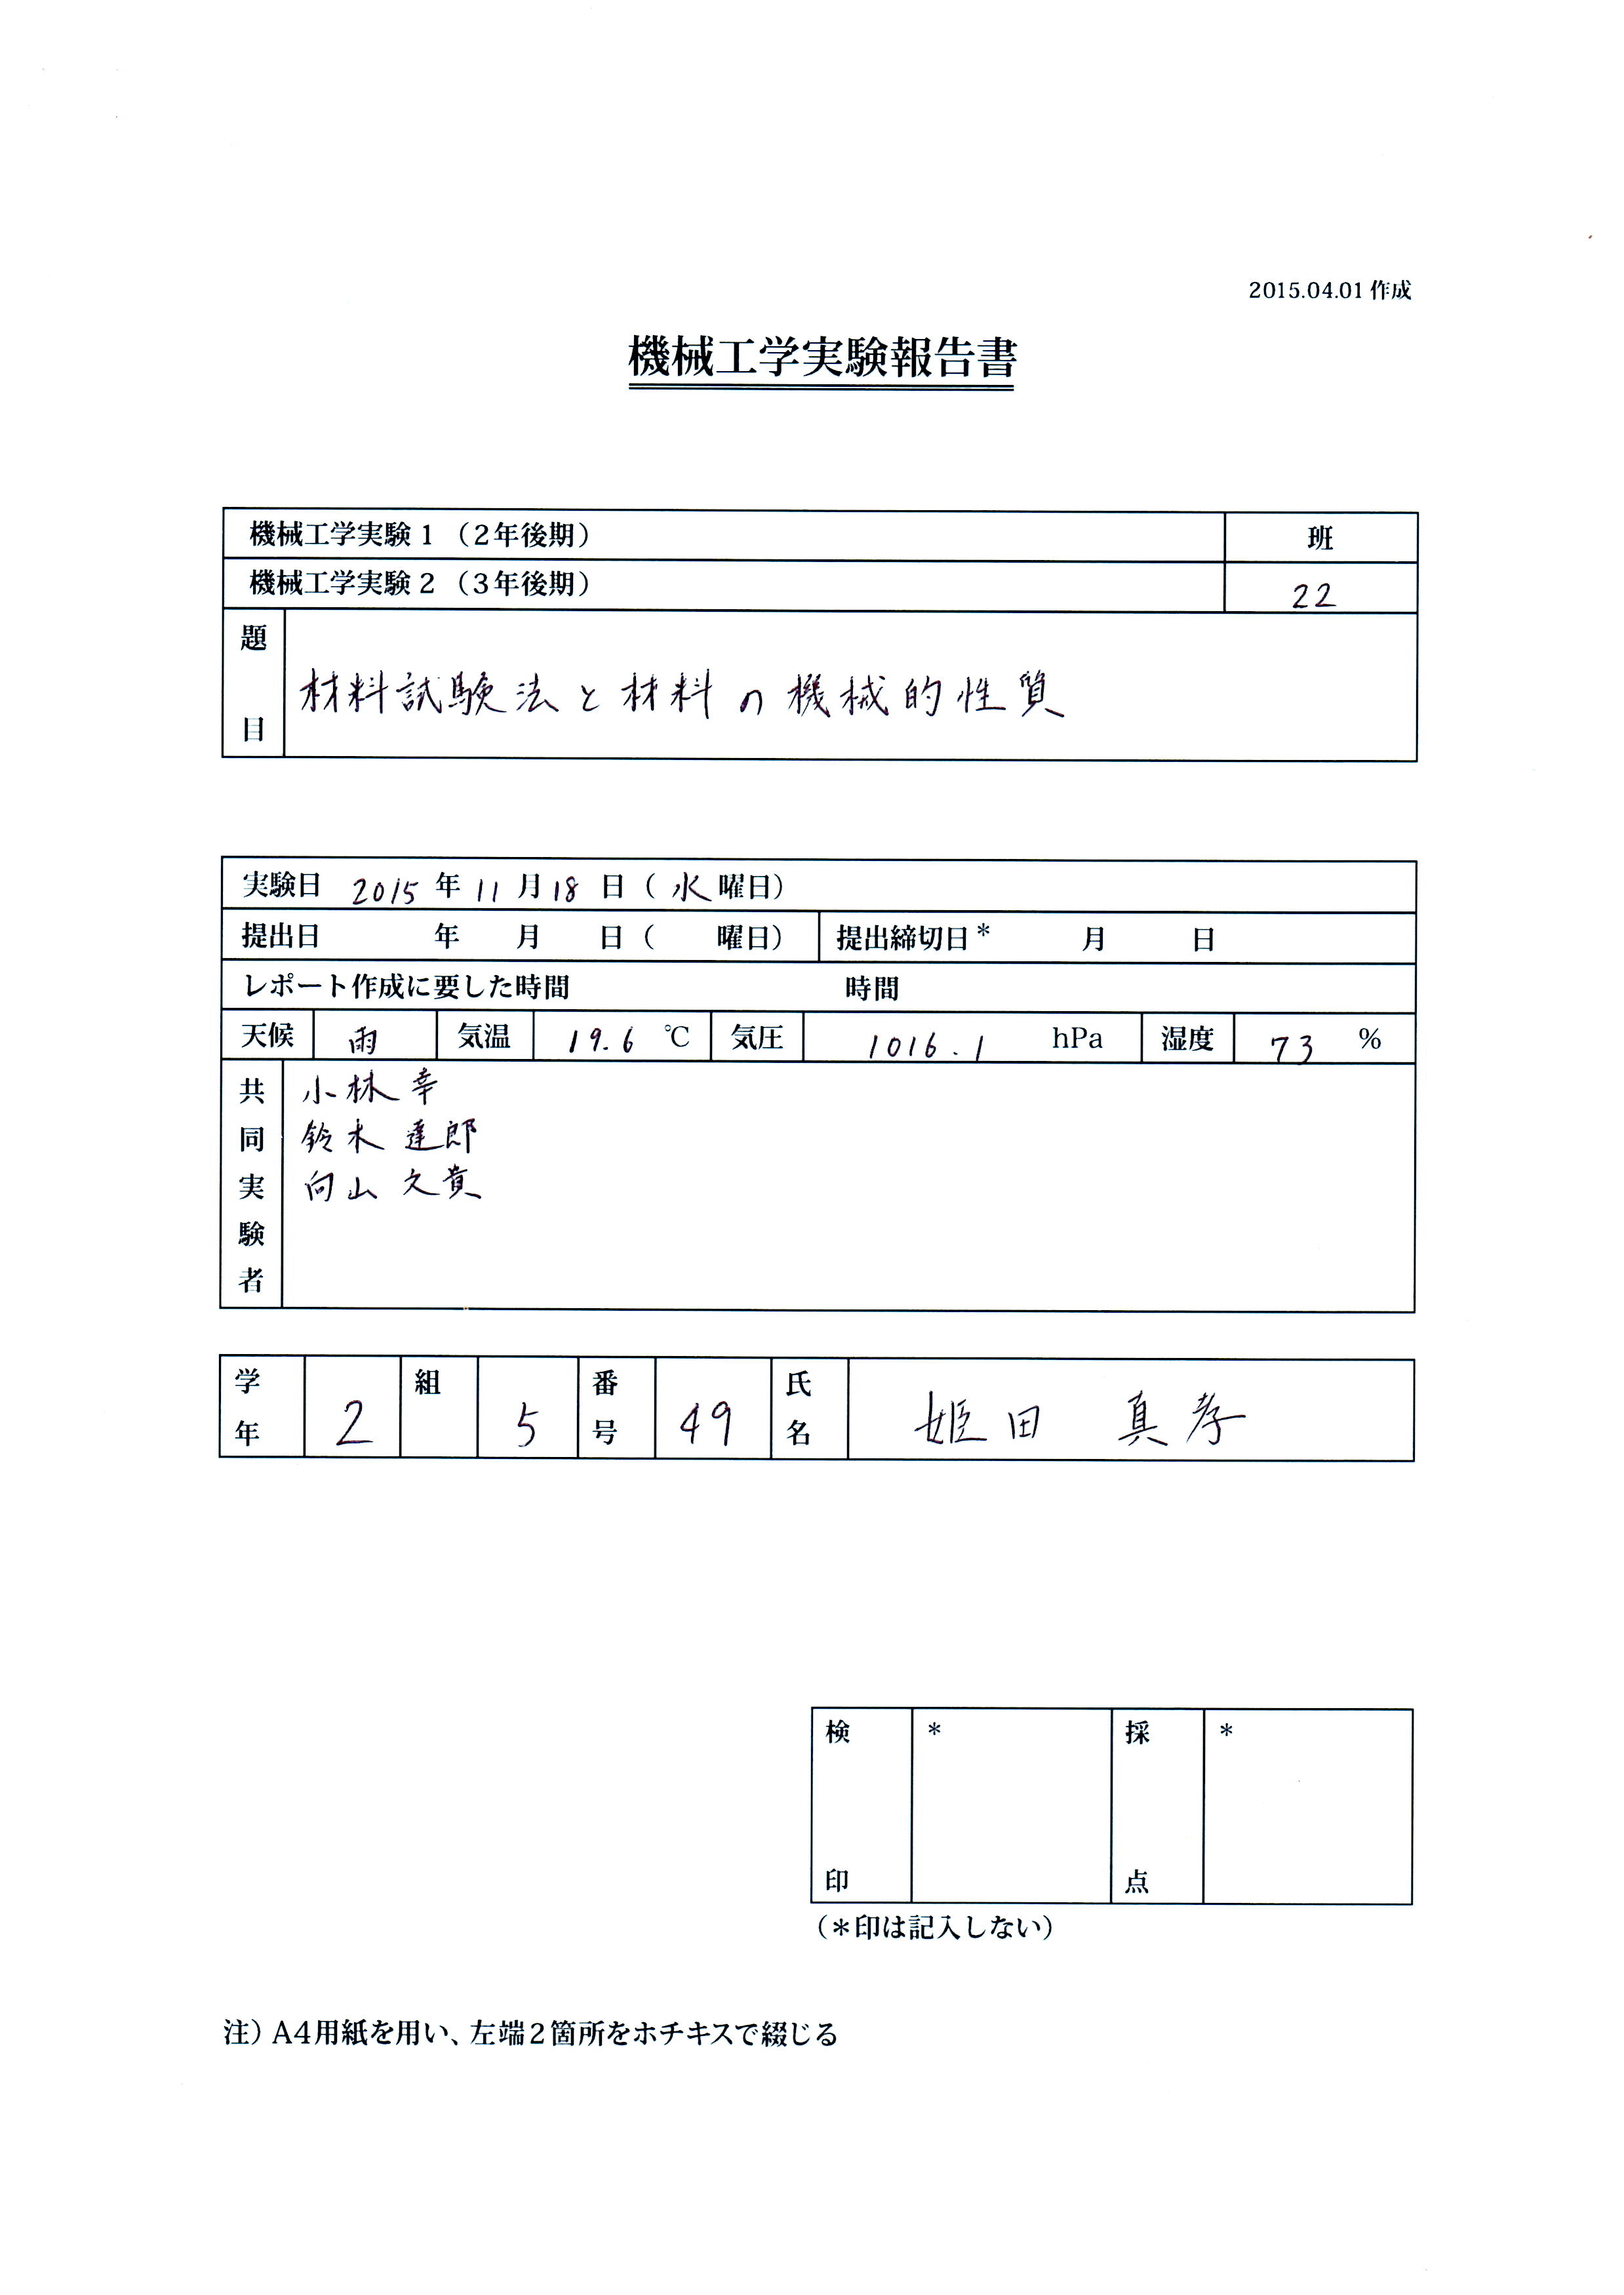 2015.04.01 作成
機械工学実験報告書
機械工学実験1（2年後期） 班
機械工学実験2（3年後期） 22
題目 材料試験法と材料の機械的性質
実験日 2015 年 11 月 18 日（水曜日）
提出日 年 月 日（ 曜日） 提出締切日* 月 日
レポート作成に要した時間 時間
天候 雨 気温 19.6 ℃ 気圧 1016.1 hPa 湿度 73 %
共同実験者 小林 幸
鈴木 達郎
向山 文貴
学年 2 組 5 番号 49 氏名 姫田 真孝
検印 * 採点 *
（*印は記入しない）
注）A4用紙を用い、左端2箇所をホチキスで綴じる